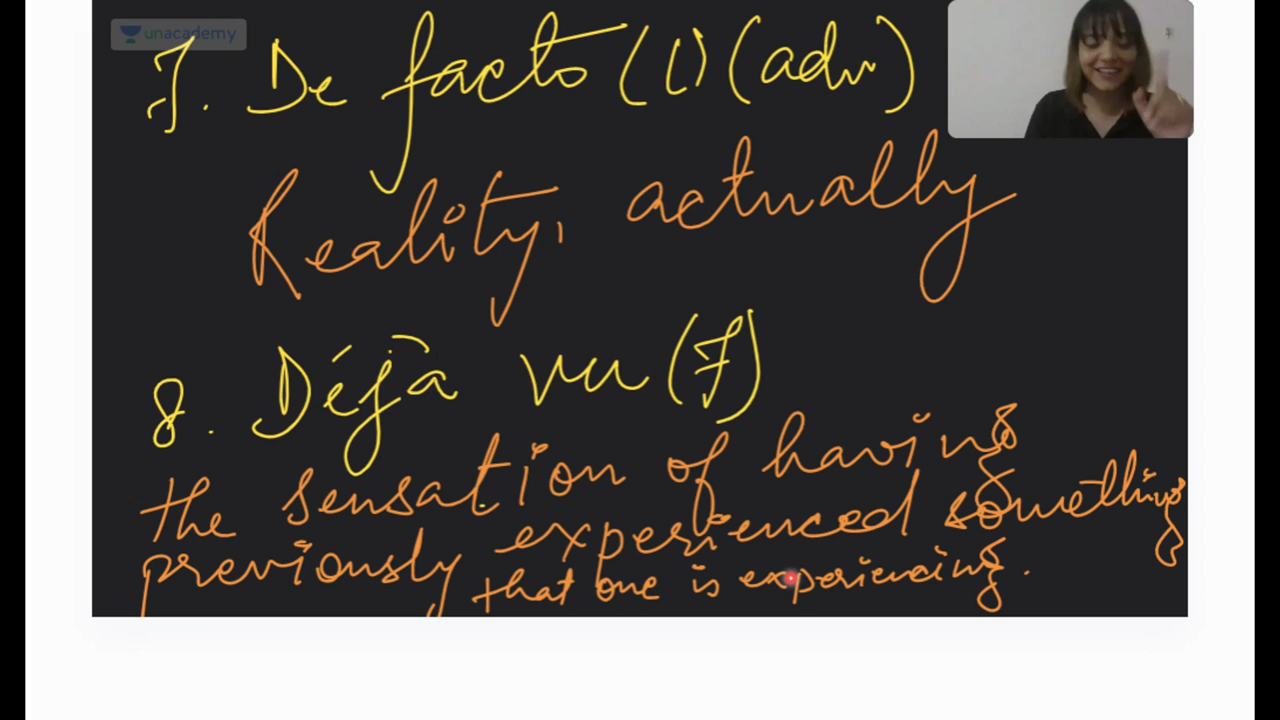 unacademy
7. De facto (L) (adv)
Reality, actually
8. Déjà vu (F)
the sensation of having
previously experienced something
that one is experiencing.